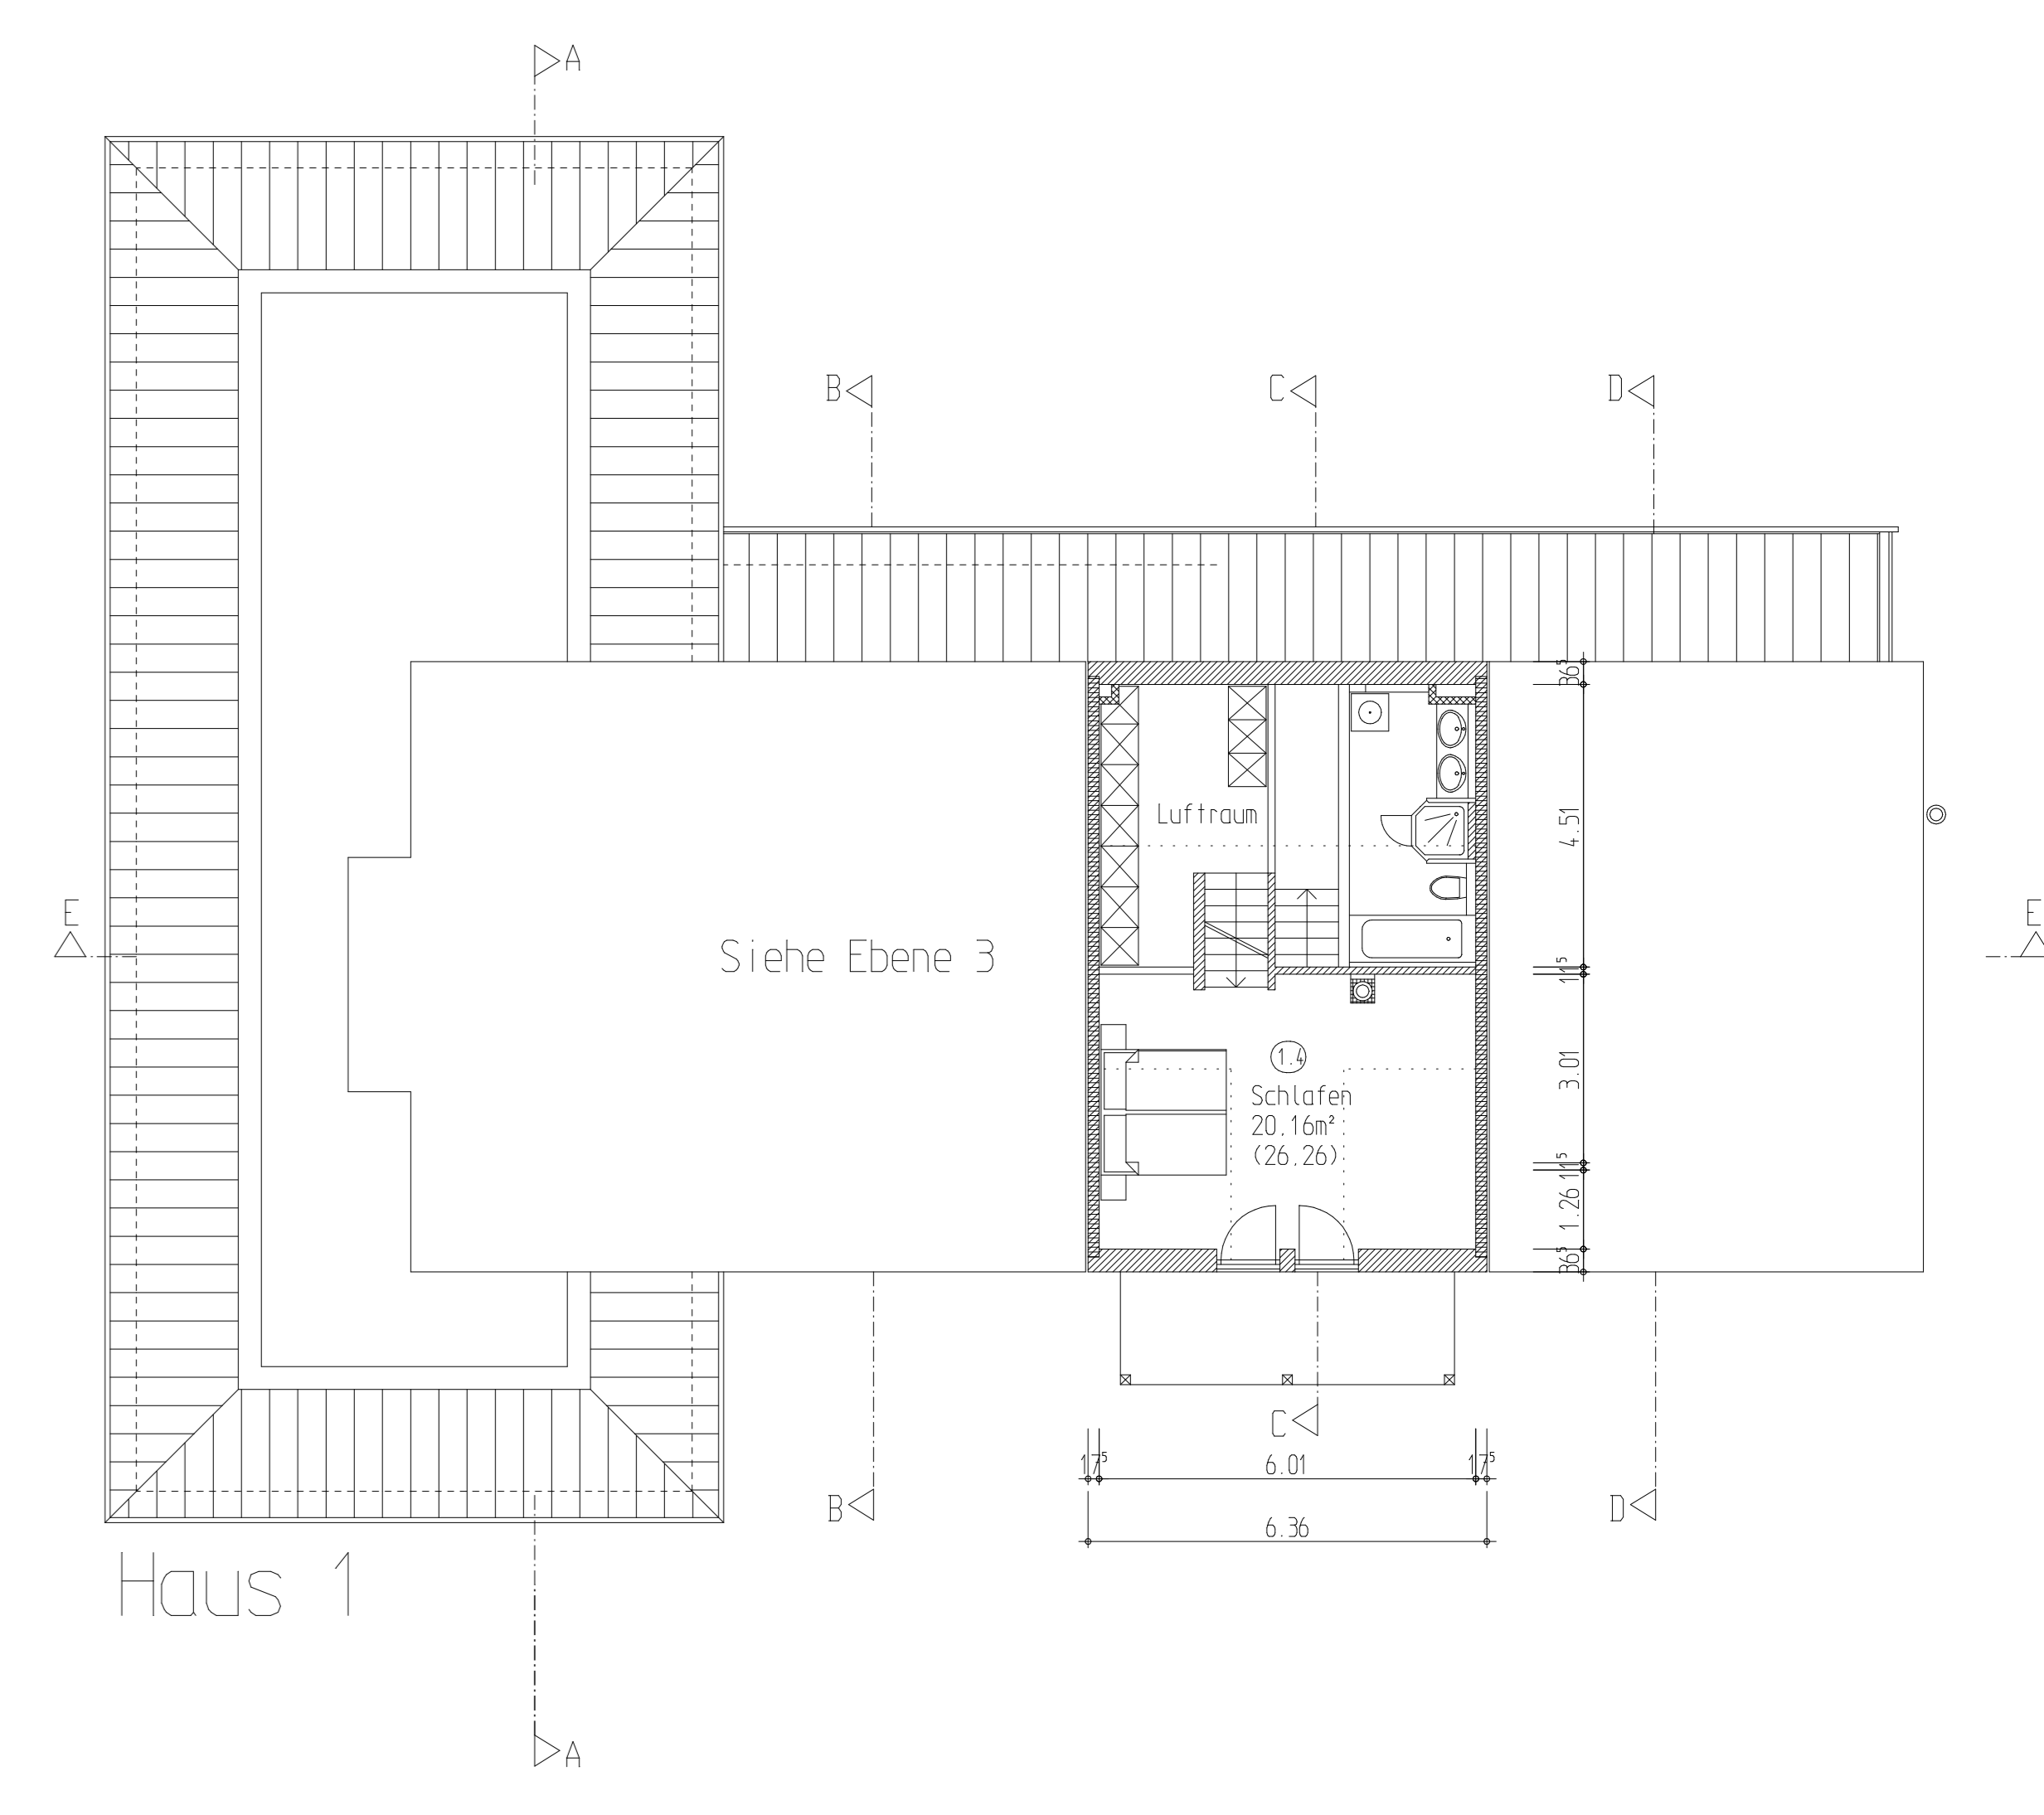 A
B
C
D
36⁵
Luftraum
4.51
E
E
Siehe Ebene 3
11⁵
1.4
Schlafen
20,16m²
(26,26)
3.01
11⁵
1.26
36⁵
C
17⁵
6.01
17⁵
B
D
6.36
Haus 1
A